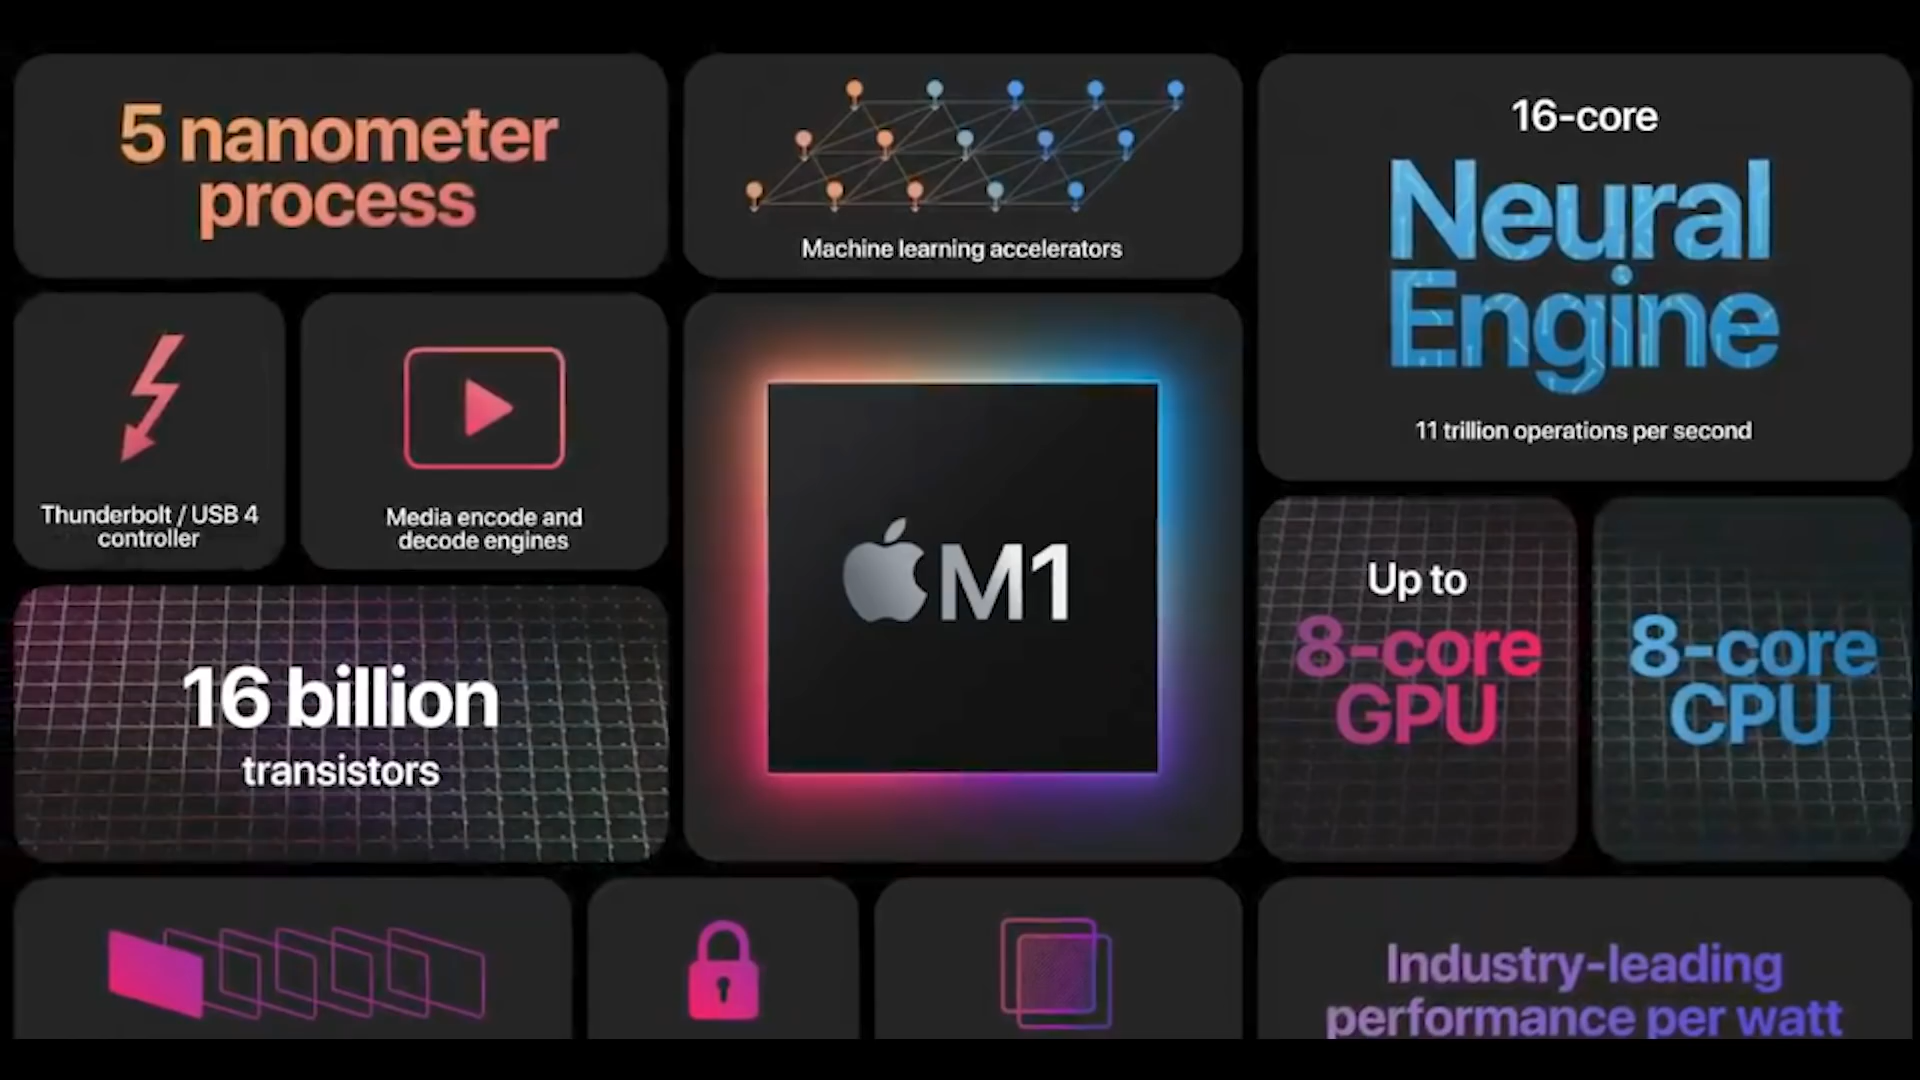 5 nanometer
process
Machine learning accelerators
16-core
Neural
Engine
11 trillion operations per second
Thunderbolt / USB 4
controller
Media encode and
decode engines
M1
Up to
8-core
GPU
8-core
CPU
16 billion
transistors
Industry-leading
performance per watt